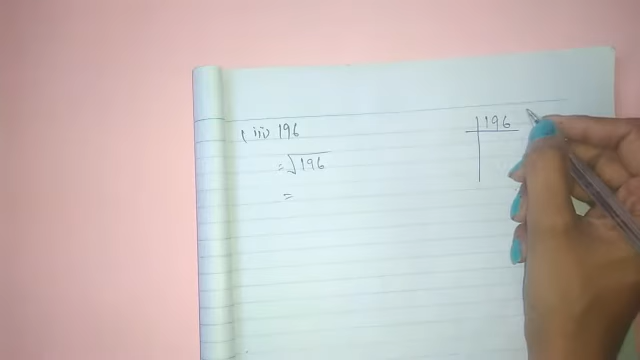 (iii) 196
= √196
=
196